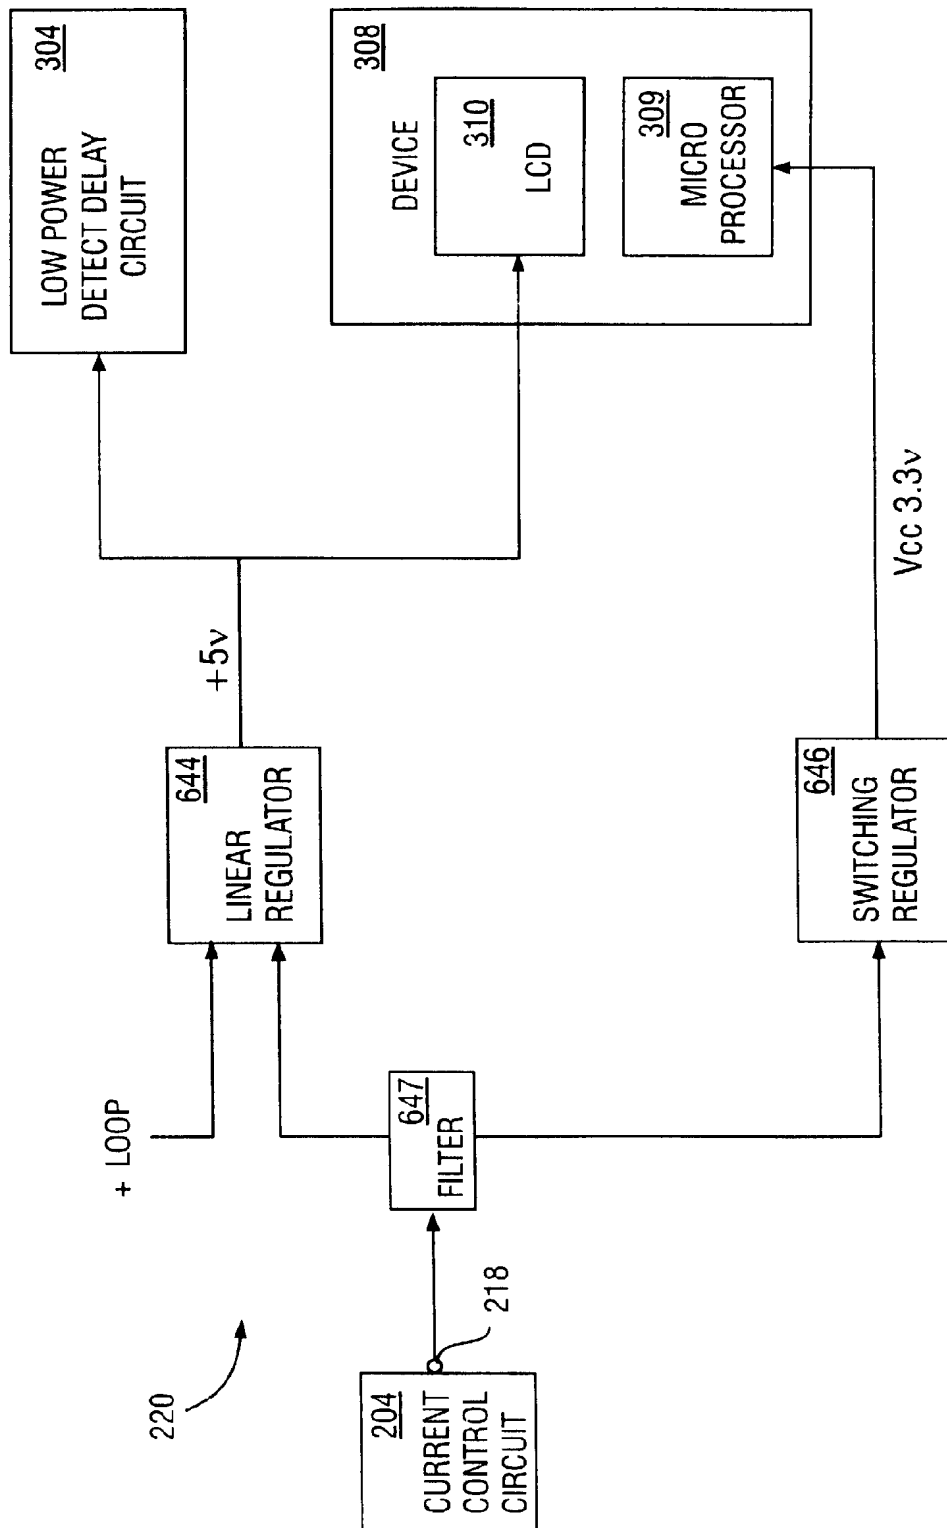 304
LOW POWER
DETECT DELAY
CIRCUIT
308
DEVICE
310
LCD
309
MICRO
PROCESSOR
+5v
Vcc 3.3v
644
LINEAR
REGULATOR
646
SWITCHING
REGULATOR
+ LOOP
647
FILTER
218
220
204
CURRENT
CONTROL
CIRCUIT